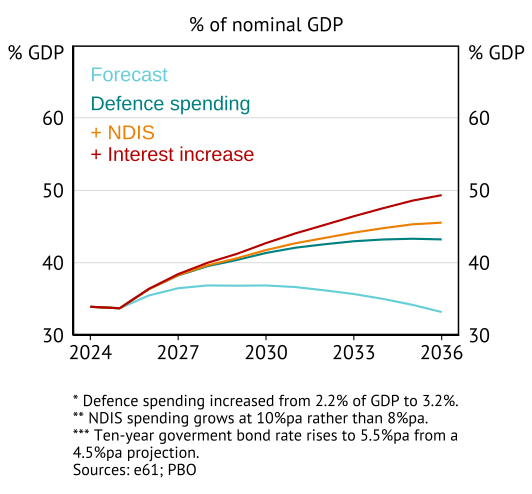 % of nominal GDP
% GDP
% GDP
Forecast
Defence spending
+ NDIS
+ Interest increase
60
60
50
50
40
40
30
30
2024
2027
2030
2033
2036
* Defence spending increased from 2.2% of GDP to 3.2%.
** NDIS spending grows at 10%pa rather than 8%pa.
*** Ten-year goverment bond rate rises to 5.5%pa from a
4.5%pa projection.
Sources: e61; PBO